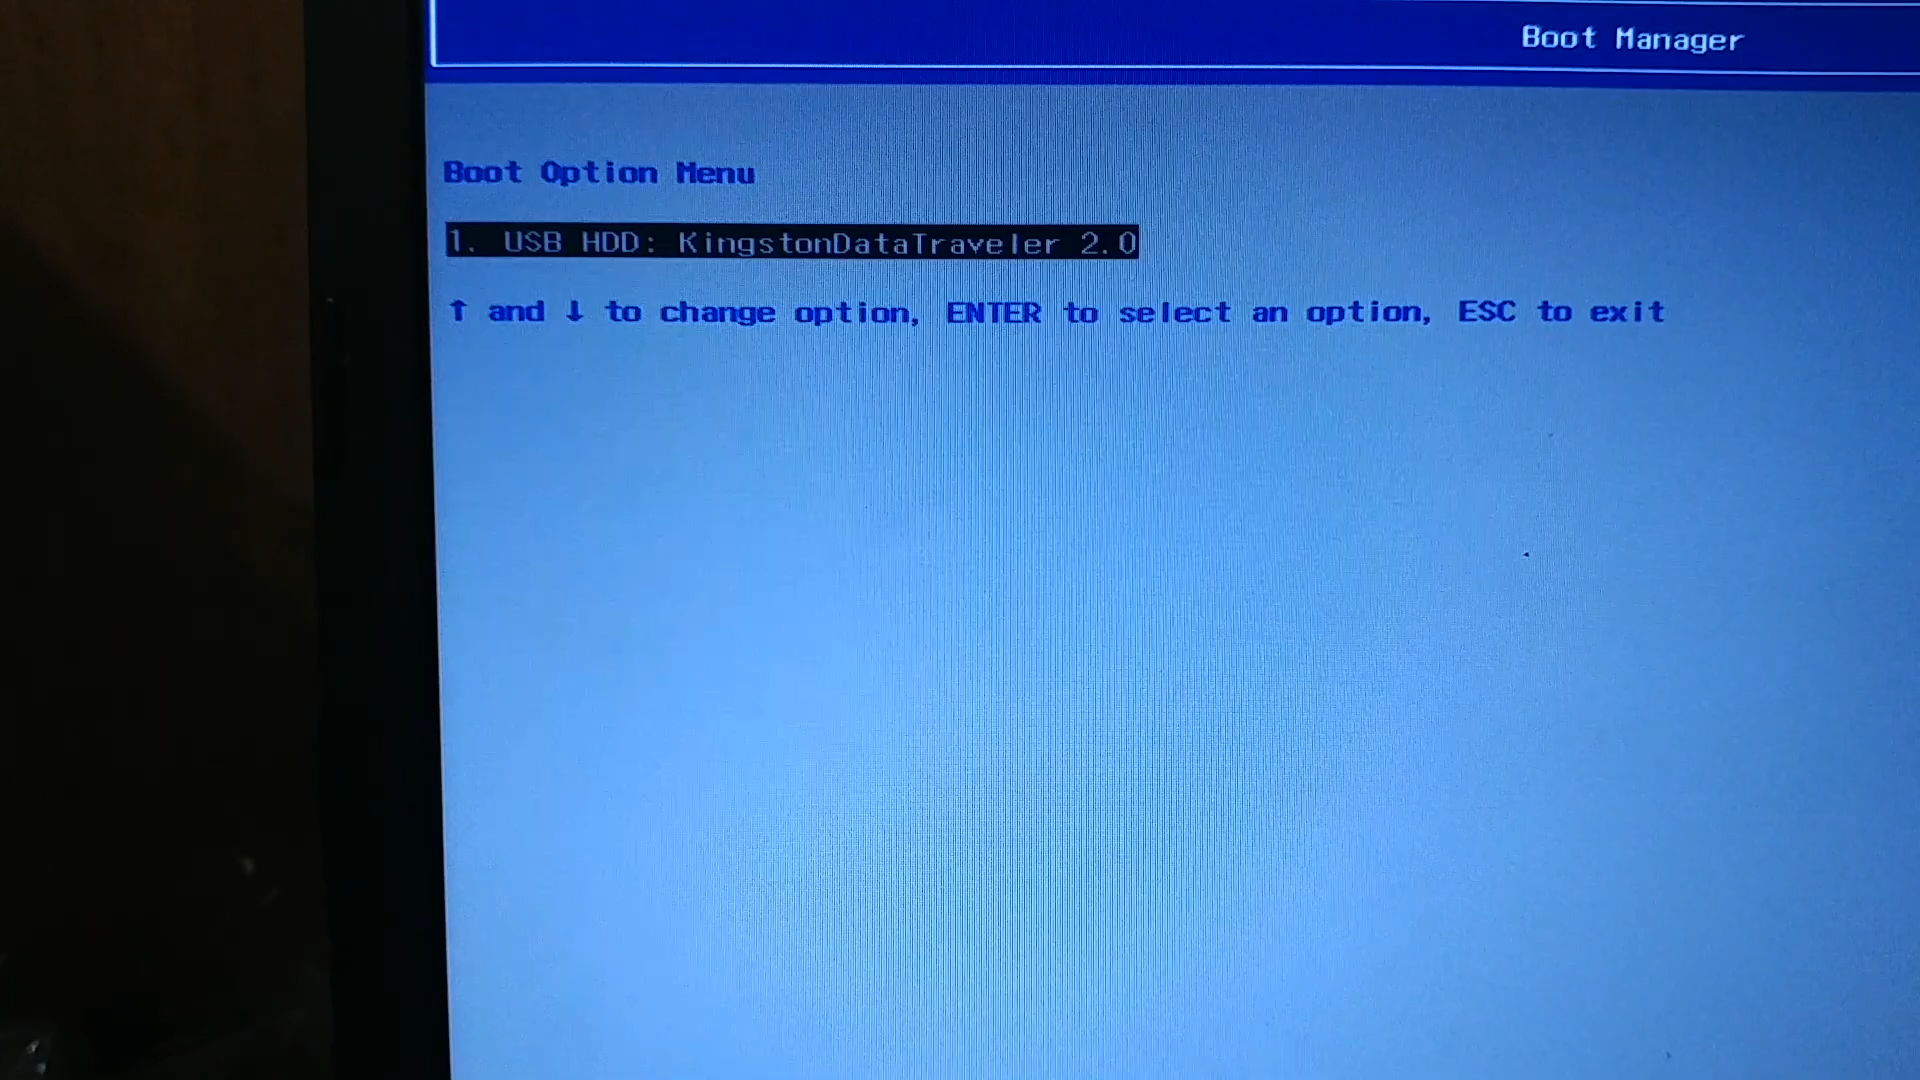 Boot Manager
Boot Option Menu
1. USB HDD: KingstonDataTraveler 2.0
↑ and ↓ to change option, ENTER to select an option, ESC to exit